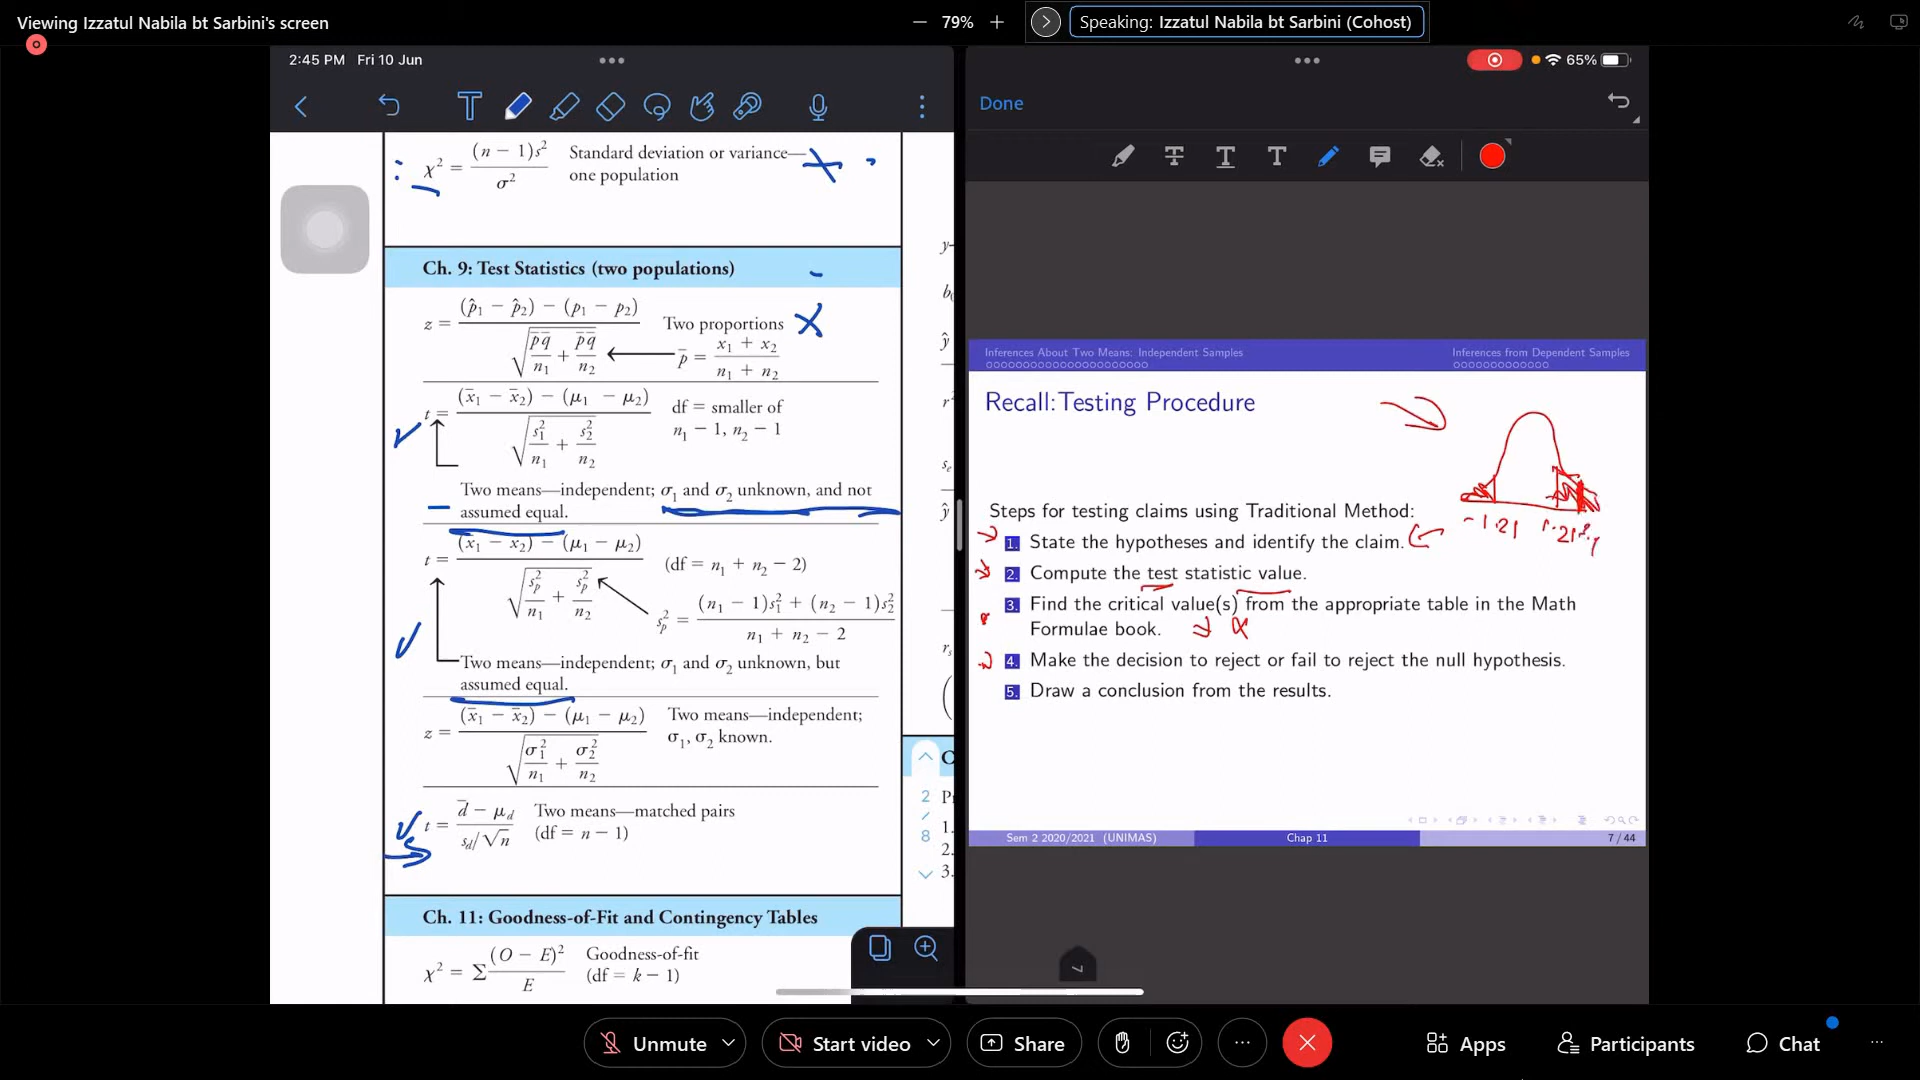 Viewing Izzatul Nabila bt Sarbini's screen
79%
Speaking: Izzatul Nabila bt Sarbini (Cohost)
2:45 PM Fri 10 Jun
χ² = (n − 1)s² / σ² Standard deviation or variance—
one population
Ch. 9: Test Statistics (two populations)
z = (p̂₁ − p̂₂) − (p₁ − p₂) / √(p̄q̄/n₁ + p̄q̄/n₂) Two proportions
p̄ = x₁ + x₂ / n₁ + n₂
t = (x̄₁ − x̄₂) − (μ₁ − μ₂) / √(s₁²/n₁ + s₂²/n₂) df = smaller of
n₁ − 1, n₂ − 1
Two means—independent; σ₁ and σ₂ unknown, and not
assumed equal.
t = (x̄₁ − x̄₂) − (μ₁ − μ₂) / √(sₚ²/n₁ + sₚ²/n₂) (df = n₁ + n₂ − 2)
sₚ² = (n₁ − 1)s₁² + (n₂ − 1)s₂² / n₁ + n₂ − 2
Two means—independent; σ₁ and σ₂ unknown, but
assumed equal.
z = (x̄₁ − x̄₂) − (μ₁ − μ₂) / √(σ₁²/n₁ + σ₂²/n₂) Two means—independent;
σ₁, σ₂ known.
t = d̄ − μd / sd/√n Two means—matched pairs
(df = n − 1)
Ch. 11: Goodness-of-Fit and Contingency Tables
χ² = Σ (O − E)² / E Goodness-of-fit
(df = k − 1)
2
/
8
1.
2.
3.
65%
Done
Inferences About Two Means: Independent Samples
Inferences from Dependent Samples
Recall:Testing Procedure
-1.21
Steps for testing claims using Traditional Method:
1. State the hypotheses and identify the claim.
2. Compute the test statistic value.
3. Find the critical value(s) from the appropriate table in the Math
Formulae book.
α
4. Make the decision to reject or fail to reject the null hypothesis.
5. Draw a conclusion from the results.
Sem 2 2020/2021 (UNIMAS) Chap 11 7 / 44
Unmute
Start video
Share
Apps
Participants
Chat